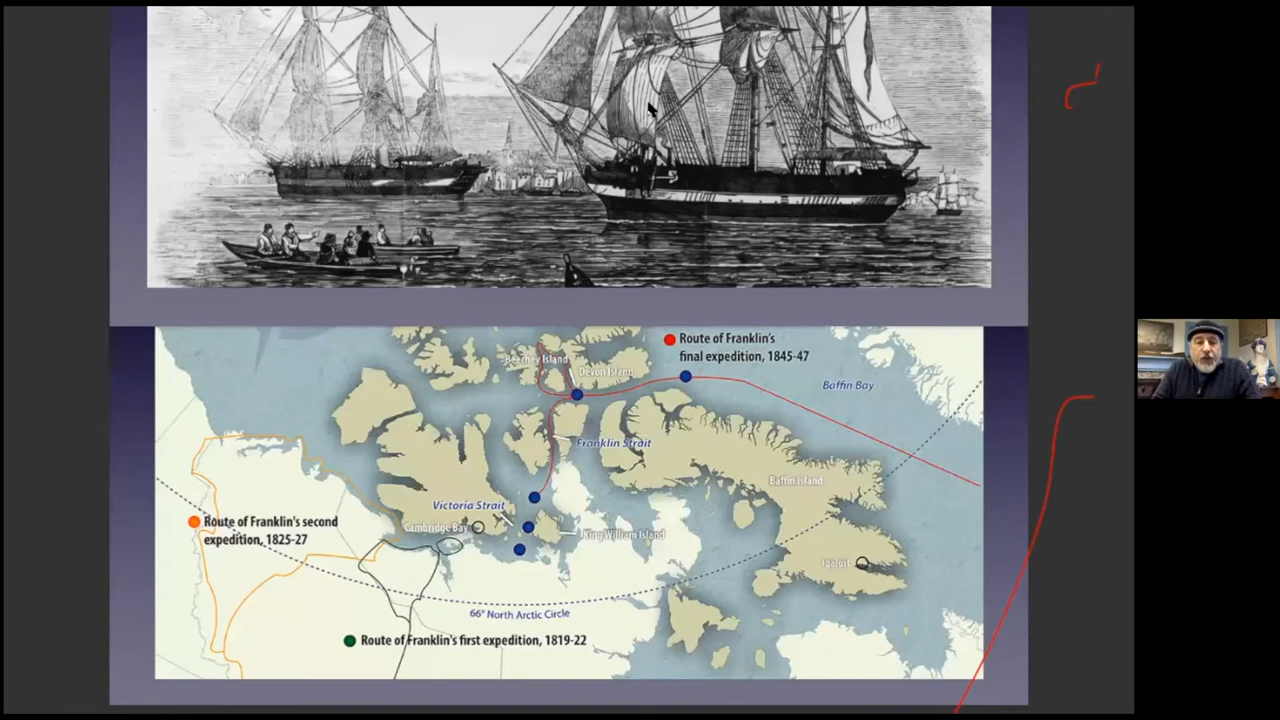 Route of Franklin's
final expedition, 1845-47
Beechey Island
Devon Island
Baffin Bay
Franklin Strait
Baffin Island
Victoria Strait
Cambridge Bay
King William Island
Route of Franklin's second
expedition, 1825-27
Iqaluit
66° North Arctic Circle
Route of Franklin's first expedition, 1819-22